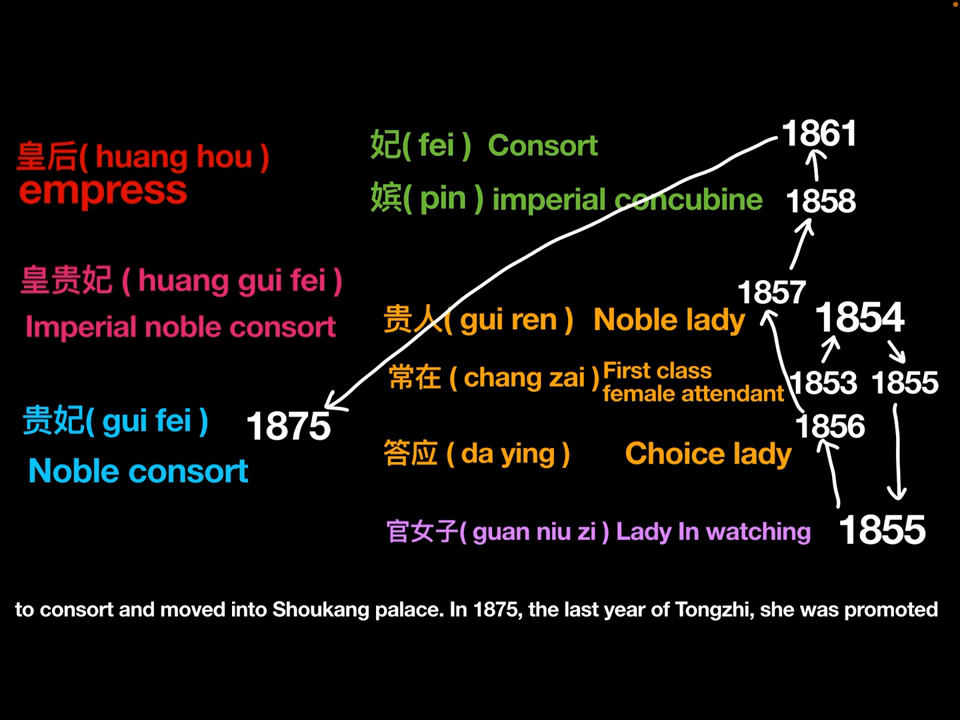 皇后( huang hou )
empress
皇贵妃 ( huang gui fei )
Imperial noble consort
贵妃( gui fei )
1875
Noble consort
妃( fei ) Consort
1861
嫔( pin ) imperial concubine
1858
1857
贵人( gui ren ) Noble lady
1854
常在 ( chang zai ) First class
female attendant
1853
1855
1856
答应 ( da ying ) Choice lady
官女子( guan niu zi ) Lady In watching
1855
to consort and moved into Shoukang palace. In 1875, the last year of Tongzhi, she was promoted